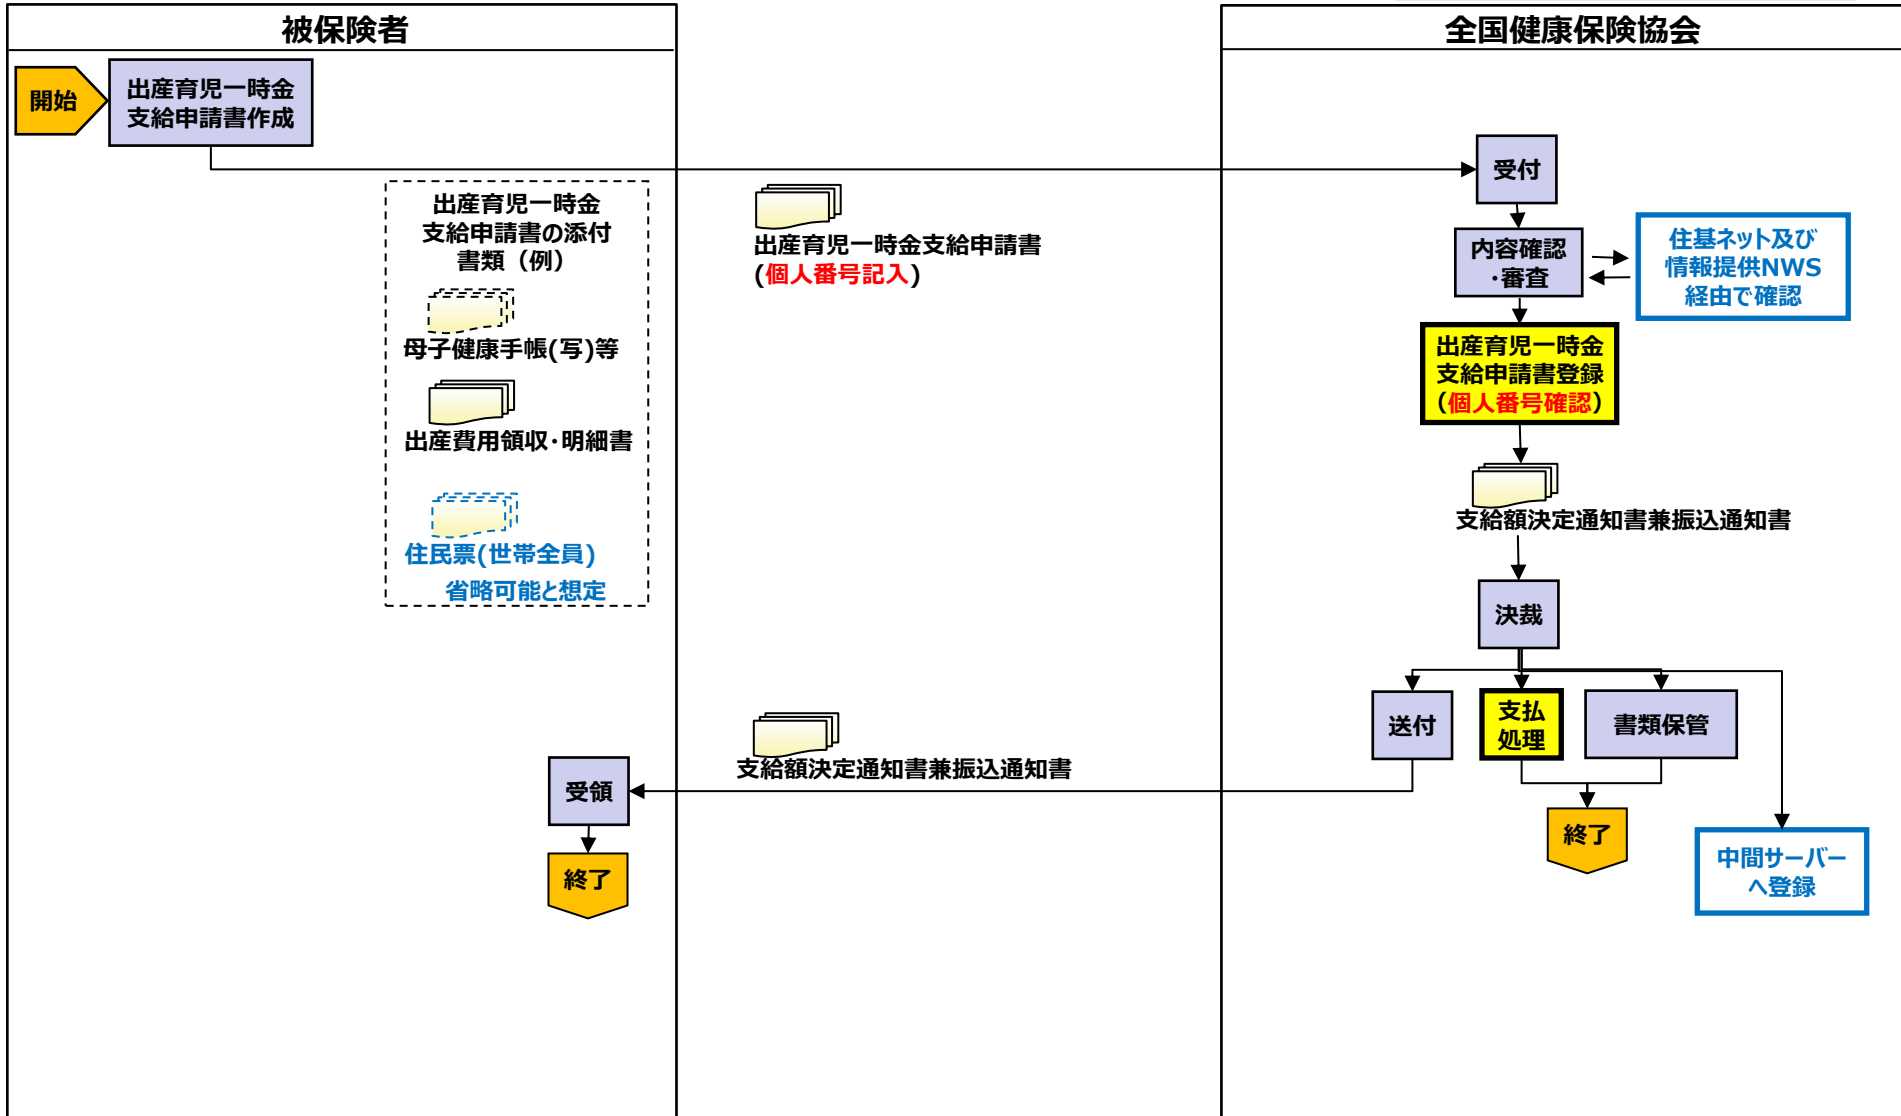 被保険者
開始
出産育児一時金
支給申請書作成
出産育児一時金
支給申請書の添付
書類（例）
母子健康手帳(写)等
出産費用領収・明細書
住民票(世帯全員)
省略可能と想定
出産育児一時金支給申請書
(個人番号記入)
支給額決定通知書兼振込通知書
受領
終了
全国健康保険協会
受付
内容確認
・審査
住基ネット及び
情報提供NWS
経由で確認
出産育児一時金
支給申請書登録
（個人番号確認）
支給額決定通知書兼振込通知書
決裁
送付
支払
処理
書類保管
終了
中間サーバー
へ登録